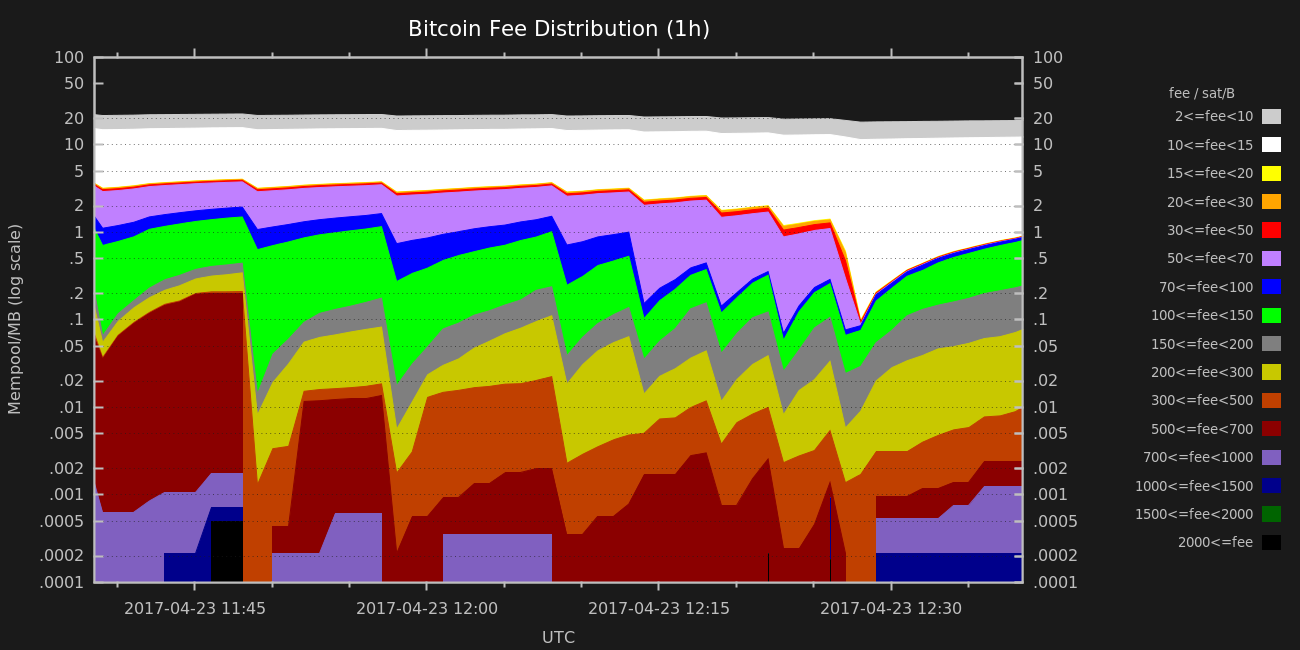 Bitcoin Fee Distribution (1h)
Mempool/MB (log scale)
100
50
20
10
5
2
1
.5
.2
.1
.05
.02
.01
.005
.002
.001
.0005
.0002
.0001
100
50
20
10
5
2
1
.5
.2
.1
.05
.02
.01
.005
.002
.001
.0005
.0002
.0001
2017-04-23 11:45
2017-04-23 12:00
2017-04-23 12:15
2017-04-23 12:30
UTC
fee / sat/B
2<=fee<10
10<=fee<15
15<=fee<20
20<=fee<30
30<=fee<50
50<=fee<70
70<=fee<100
100<=fee<150
150<=fee<200
200<=fee<300
300<=fee<500
500<=fee<700
700<=fee<1000
1000<=fee<1500
1500<=fee<2000
2000<=fee